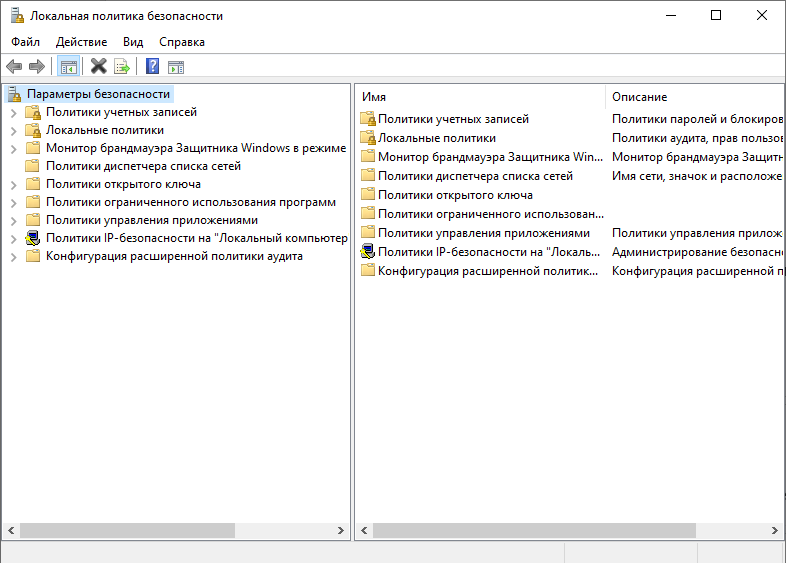 Локальная политика безопасности
Файл Действие Вид Справка
Параметры безопасности
Политики учетных записей
Локальные политики
Монитор брандмауэра Защитника Windows в режиме
Политики диспетчера списка сетей
Политики открытого ключа
Политики ограниченного использования программ
Политики управления приложениями
Политики IP-безопасности на "Локальный компьютер
Конфигурация расширенной политики аудита
Имя Описание
Политики учетных записей Политики паролей и блокиров
Локальные политики Политики аудита, прав пользов
Монитор брандмауэра Защитника Win... Монитор брандмауэра Защитн
Политики диспетчера списка сетей Имя сети, значок и расположе
Политики открытого ключа
Политики ограниченного использован...
Политики управления приложениями Политики управления прилож
Политики IP-безопасности на "Локаль... Администрирование безопасн
Конфигурация расширенной политик... Конфигурация расширенной п